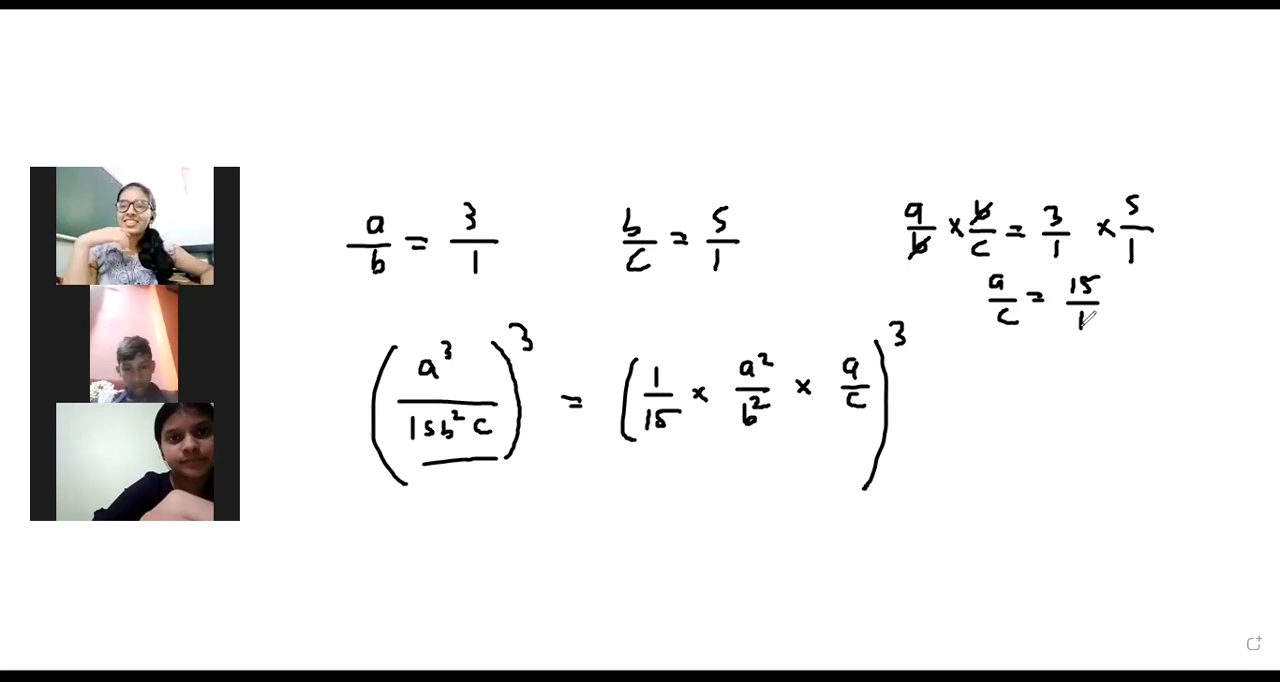 a/b = 3/1    b/c = 5/1    a/b × b/c = 3/1 × 5/1
a/c = 15/1
(a³/15b²c)³ = (1/15 × a²/b² × a/c)³